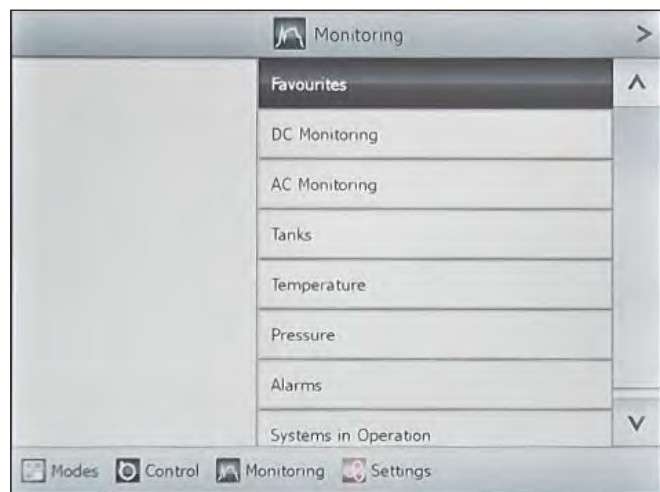 Monitoring >
Favourites
DC Monitoring
AC Monitoring
Tanks
Temperature
Pressure
Alarms
Systems in Operation
Modes Control Monitoring Settings